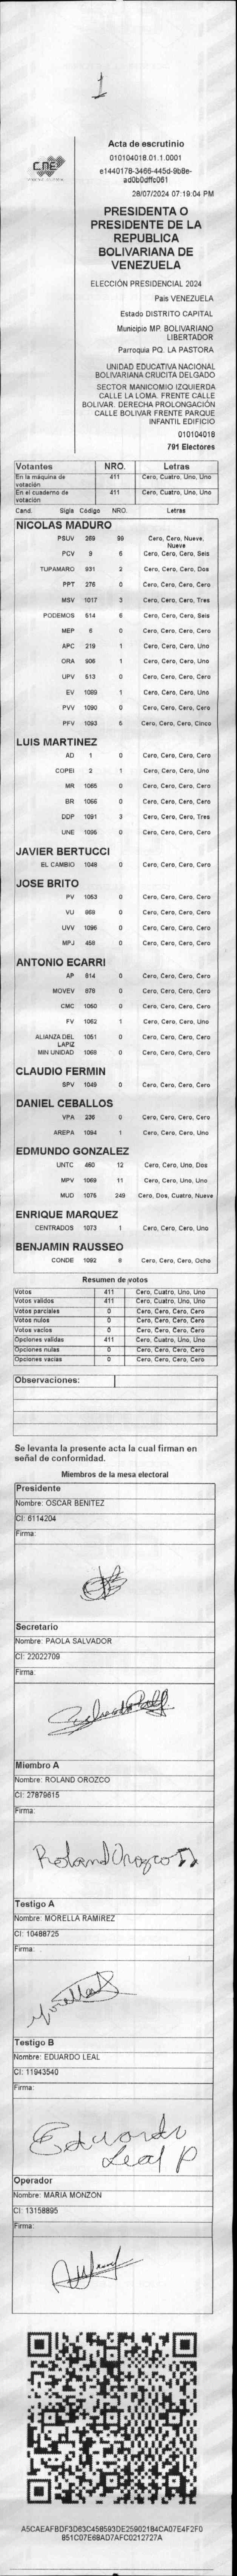 1
CNE
Acta de escrutinio
010104018.01.1.0001
e1440178-3466-445d-9b8e-
ad0b0dffc061
28/07/2024 07:19:04 PM
PRESIDENTA O
PRESIDENTE DE LA
REPUBLICA
BOLIVARIANA DE
VENEZUELA
ELECCIÓN PRESIDENCIAL 2024
País VENEZUELA
Estado DISTRITO CAPITAL
Municipio MP. BOLIVARIANO
LIBERTADOR
Parroquia PQ. LA PASTORA
UNIDAD EDUCATIVA NACIONAL
BOLIVARIANA CRUCITA DELGADO
SECTOR MANICOMIO IZQUIERDA
CALLE LA LOMA. FRENTE CALLE
BOLIVAR. DERECHA PROLONGACIÓN
CALLE BOLIVAR FRENTE PARQUE
INFANTIL EDIFICIO
010104018
791 Electores
Votantes NRO. Letras
En la máquina de votación 411 Cero, Cuatro, Uno, Uno
En el cuaderno de votación 411 Cero, Cuatro, Uno, Uno
Cand. Sigla Código NRO. Letras
NICOLAS MADURO
PSUV 269 99 Cero, Cero, Nueve, Nueve
PCV 9 6 Cero, Cero, Cero, Seis
TUPAMARO 931 2 Cero, Cero, Cero, Dos
PPT 276 0 Cero, Cero, Cero, Cero
MSV 1017 3 Cero, Cero, Cero, Tres
PODEMOS 514 6 Cero, Cero, Cero, Seis
MEP 6 0 Cero, Cero, Cero, Cero
APC 219 1 Cero, Cero, Cero, Uno
ORA 906 1 Cero, Cero, Cero, Uno
UPV 513 0 Cero, Cero, Cero, Cero
EV 1089 1 Cero, Cero, Cero, Uno
PVV 1090 0 Cero, Cero, Cero, Cero
PFV 1093 5 Cero, Cero, Cero, Cinco
LUIS MARTINEZ
AD 1 0 Cero, Cero, Cero, Cero
COPEI 2 1 Cero, Cero, Cero, Uno
MR 1065 0 Cero, Cero, Cero, Cero
BR 1066 0 Cero, Cero, Cero, Cero
DDP 1091 3 Cero, Cero, Cero, Tres
UNE 1095 0 Cero, Cero, Cero, Cero
JAVIER BERTUCCI
EL CAMBIO 1048 0 Cero, Cero, Cero, Cero
JOSE BRITO
PV 1053 0 Cero, Cero, Cero, Cero
VU 869 0 Cero, Cero, Cero, Cero
UVV 1096 0 Cero, Cero, Cero, Cero
MPJ 458 0 Cero, Cero, Cero, Cero
ANTONIO ECARRI
AP 814 0 Cero, Cero, Cero, Cero
MOVEV 676 0 Cero, Cero, Cero, Cero
CMC 1050 0 Cero, Cero, Cero, Cero
FV 1062 1 Cero, Cero, Cero, Uno
ALIANZA DEL LAPIZ 1051 0 Cero, Cero, Cero, Cero
MIN UNIDAD 1068 0 Cero, Cero, Cero, Cero
CLAUDIO FERMIN
SPV 1049 0 Cero, Cero, Cero, Cero
DANIEL CEBALLOS
VPA 236 0 Cero, Cero, Cero, Cero
AREPA 1094 1 Cero, Cero, Cero, Uno
EDMUNDO GONZALEZ
UNTC 460 12 Cero, Cero, Uno, Dos
MPV 1069 11 Cero, Cero, Uno, Uno
MUD 1076 249 Cero, Dos, Cuatro, Nueve
ENRIQUE MARQUEZ
CENTRADOS 1073 1 Cero, Cero, Cero, Uno
BENJAMIN RAUSSEO
CONDE 1092 8 Cero, Cero, Cero, Ocho
Resumen de votos
Votos 411 Cero, Cuatro, Uno, Uno
Votos validos 411 Cero, Cuatro, Uno, Uno
Votos parciales 0 Cero, Cero, Cero, Cero
Votos nulos 0 Cero, Cero, Cero, Cero
Votos vacios 0 Cero, Cero, Cero, Cero
Opciones validas 411 Cero, Cuatro, Uno, Uno
Opciones nulas 0 Cero, Cero, Cero, Cero
Opciones vacias 0 Cero, Cero, Cero, Cero
Observaciones:
Se levanta la presente acta la cual firman en
señal de conformidad.
Miembros de la mesa electoral
Presidente
Nombre: OSCAR BENITEZ
CI: 6114204
Firma:
Secretario
Nombre: PAOLA SALVADOR
CI: 22022709
Firma:
Miembro A
Nombre: ROLAND OROZCO
CI: 27879615
Firma:
Roland Orozco
Testigo A
Nombre: MORELLA RAMIREZ
CI: 10488725
Firma:
Testigo B
Nombre: EDUARDO LEAL
CI: 11943540
Firma:
Eduardo
Leal P
Operador
Nombre: MARIA MONZON
CI: 13158895
Firma:
A5CAEAFBDF3D63C458593DE25902184CA07E4F2F0
851C07E68AD7AFC0212727A